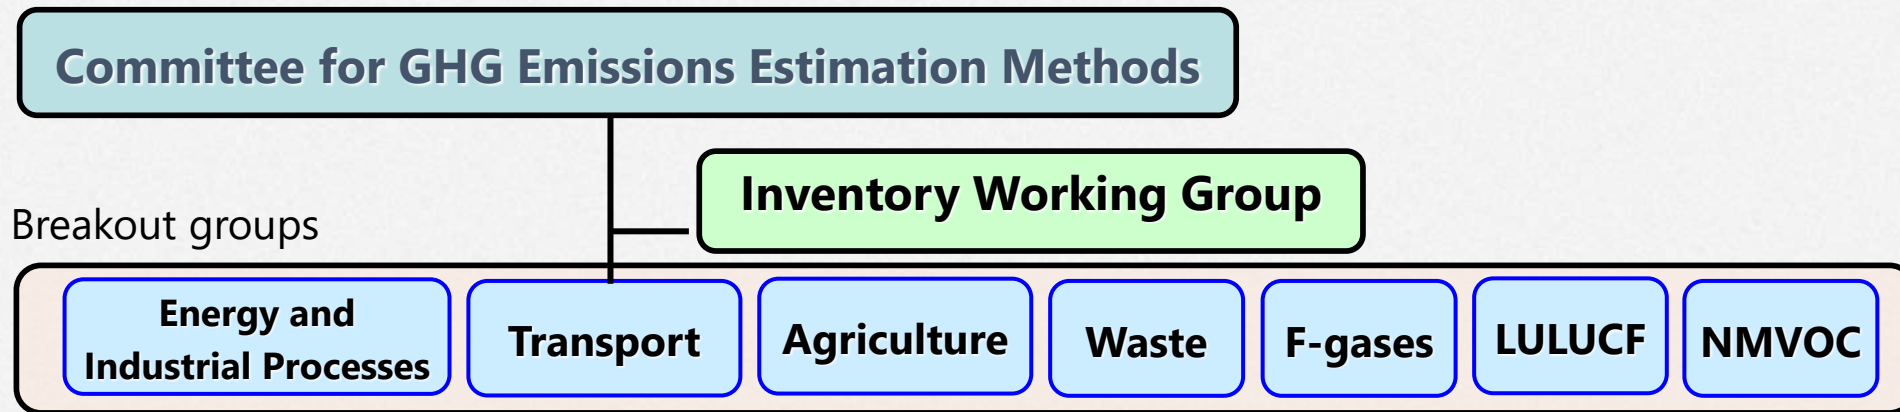 Committee for GHG Emissions Estimation Methods
Inventory Working Group
Breakout groups
Energy and
Industrial Processes
Transport
Agriculture
Waste
F-gases
LULUCF
NMVOC